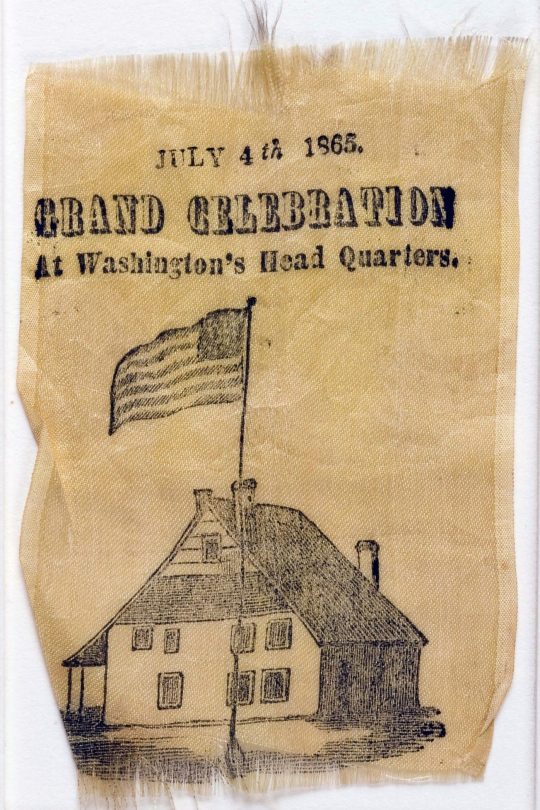 JULY 4th 1865.
GRAND CELEBRATION
At Washington's Head Quarters.